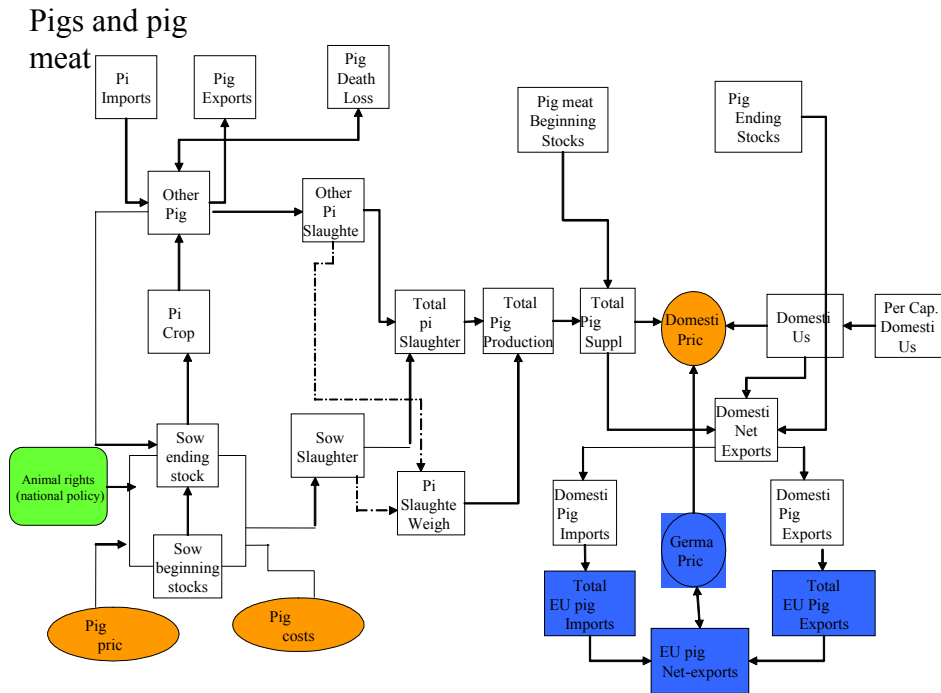 Pigs and pig
meat
Pi
Imports
Pig
Exports
Pig
Death
Loss
Pig meat
Beginning
Stocks
Pig
Ending
Stocks
Other
Pig
Other
Pi
Slaughte
Pi
Crop
Total
pi
Slaughter
Total
Pig
Production
Total
Pig
Suppl
Domesti
Pric
Domesti
Us
Per Cap.
Domesti
Us
Sow
ending
stock
Sow
Slaughter
Domesti
Net
Exports
Animal rights
(national policy)
Pi
Slaughte
Weigh
Domesti
Pig
Imports
Domesti
Pig
Exports
Sow
beginning
stocks
Germa
Pric
Pig
pric
Pig
costs
Total
EU pig
Imports
Total
EU Pig
Exports
EU pig
Net-exports